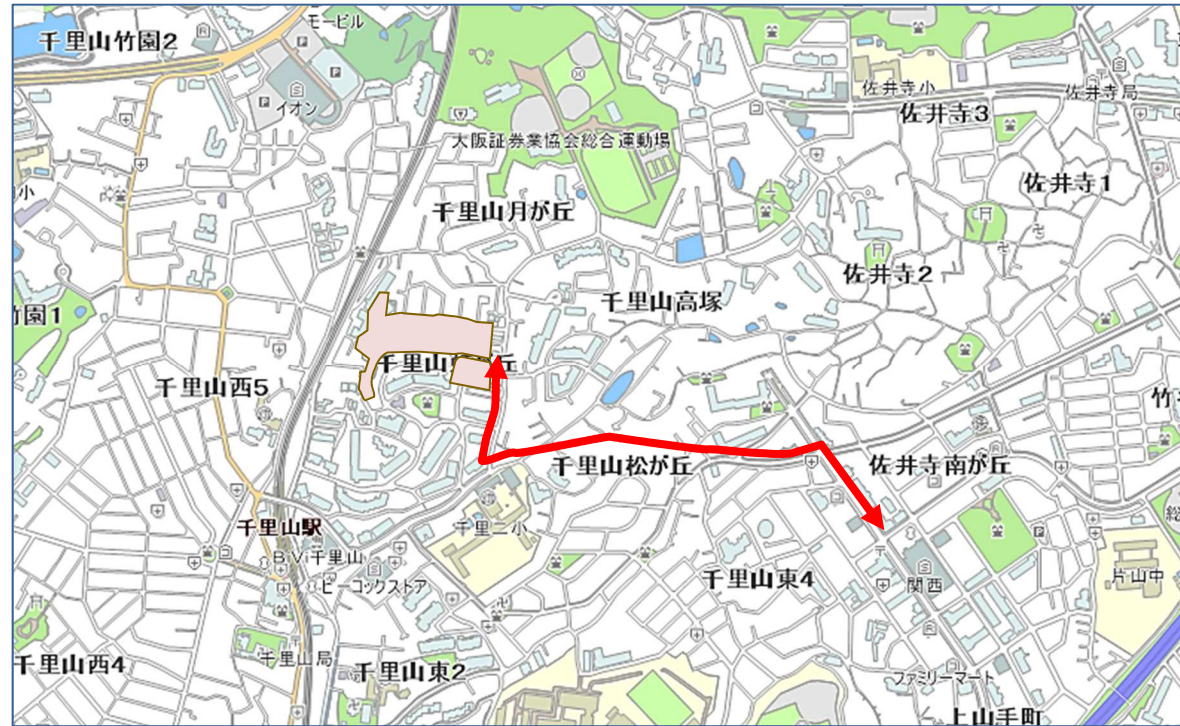 千里山竹園2
モービル
イオン
大阪証券業協会総合運動場
佐井寺小
佐井寺局
佐井寺3
佐井寺1
千里山月が丘
佐井寺2
千里山高塚
千里山西5
千里山松が丘
佐井寺南が丘
千里山駅
千里二小
BiVi千里山
ピーコックストア
千里山東4
関西
片山中
千里山局
千里山西4
千里山東2
ファミリーマート
上山手町